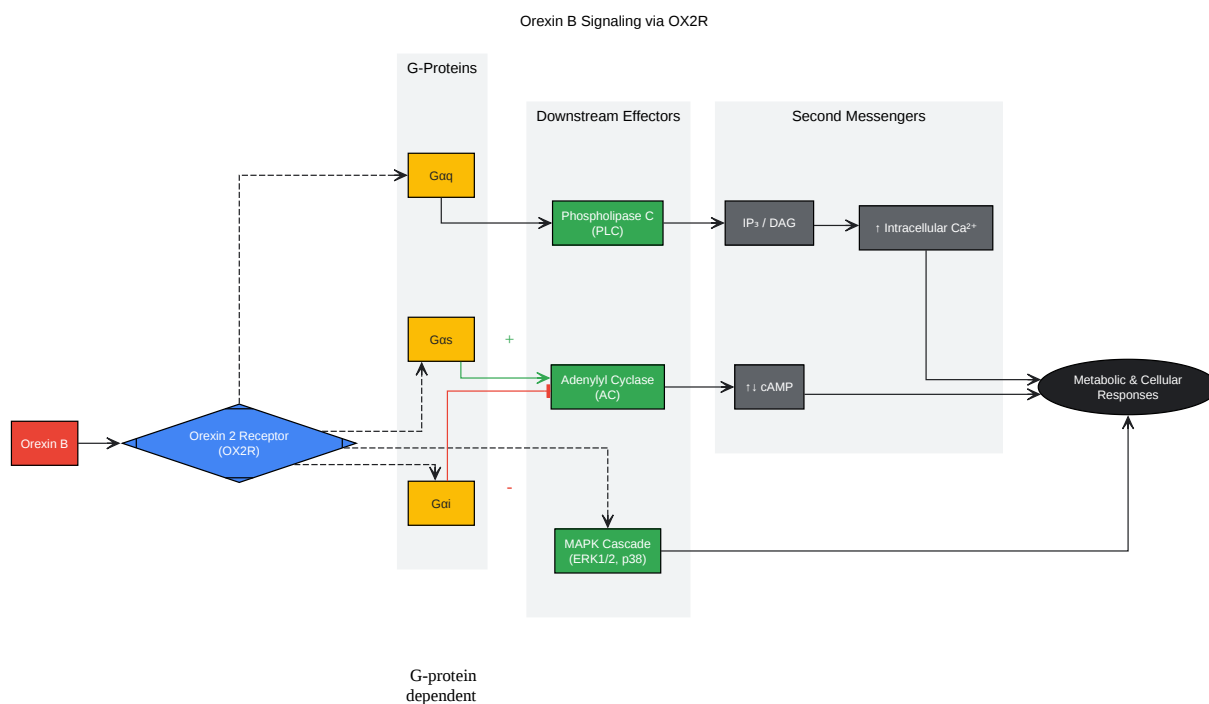 Orexin B Signaling via OX2R
G-Proteins
Downstream Effectors
Second Messengers
Gαq
Phospholipase C
(PLC)
IP₃ / DAG
↑ Intracellular Ca²⁺
Gαs
+
Adenylyl Cyclase
(AC)
↑↓ cAMP
Metabolic & Cellular
Responses
Orexin B
Orexin 2 Receptor
(OX2R)
Gαi
-
MAPK Cascade
(ERK1/2, p38)
G-protein
dependent